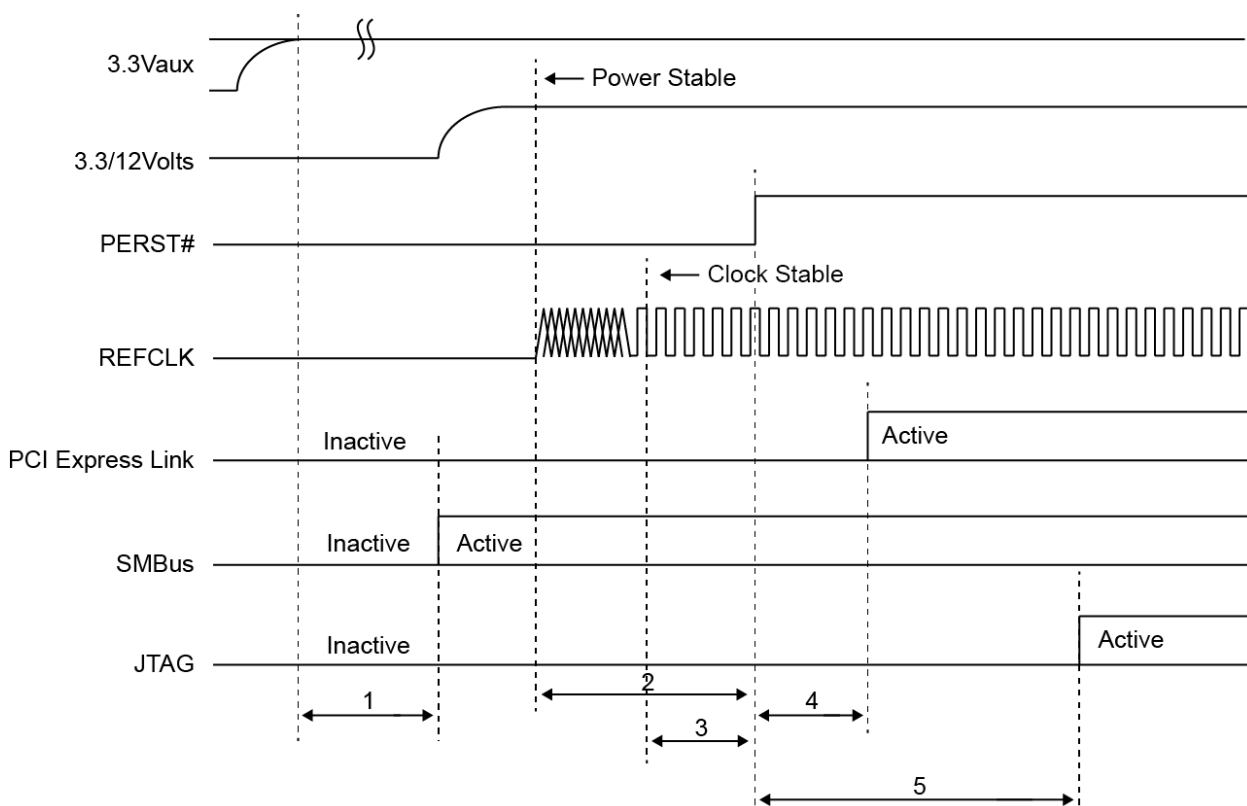 3.3Vaux
Power Stable
3.3/12Volts
PERST#
Clock Stable
REFCLK
PCI Express Link
Inactive
Active
SMBus
Inactive
Active
JTAG
Inactive
Active
1
2
3
4
5